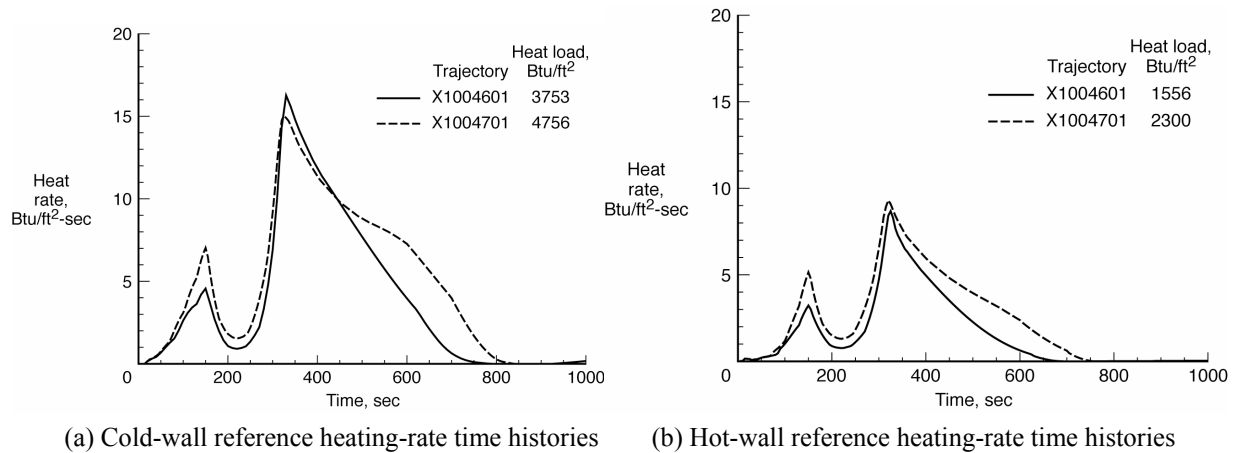 20
15
10
5
0
200
400
600
800
1000
Heat
rate,
Btu/ft2-sec
Time, sec
Heat load,
Trajectory Btu/ft2
X1004601 3753
X1004701 4756
(a) Cold-wall reference heating-rate time histories
20
15
10
5
0
200
400
600
800
1000
Heat
rate,
Btu/ft2-sec
Time, sec
Heat load,
Trajectory Btu/ft2
X1004601 1556
X1004701 2300
(b) Hot-wall reference heating-rate time histories